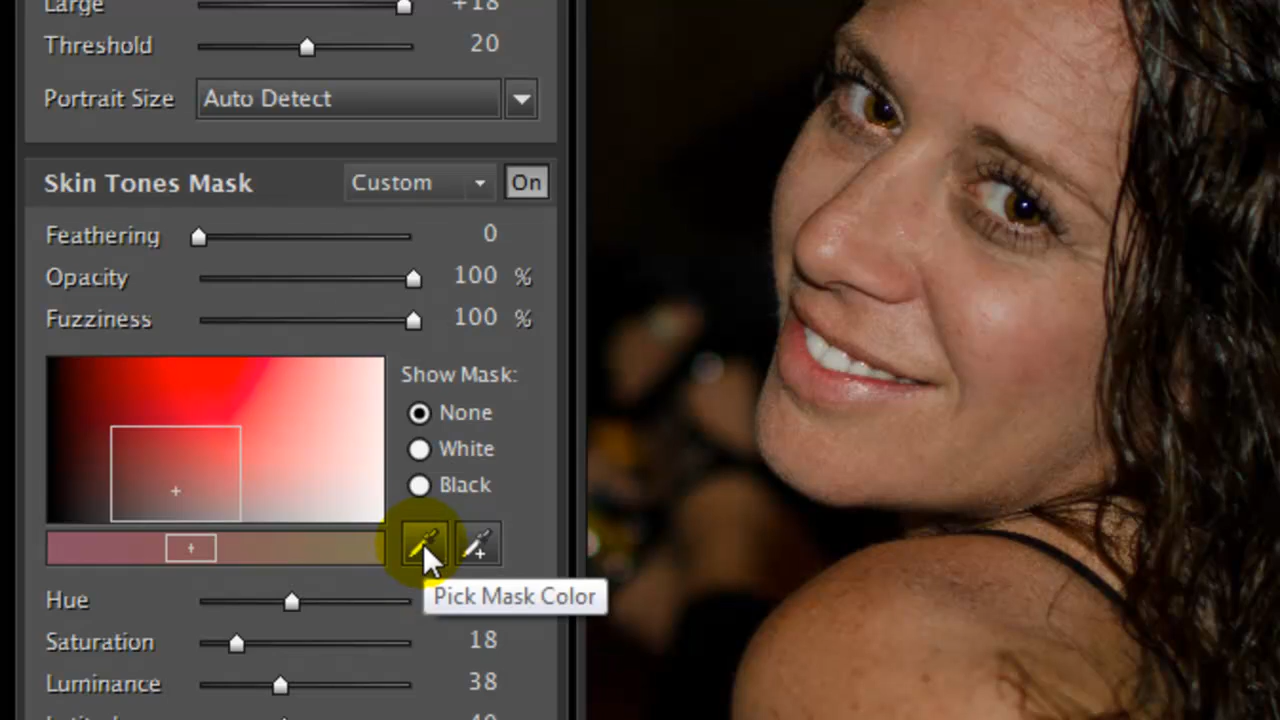 Large +18
Threshold 20
Portrait Size Auto Detect
Skin Tones Mask Custom On
Feathering 0
Opacity 100 %
Fuzziness 100 %
Show Mask:
None
White
Black
Pick Mask Color
Hue
Saturation 18
Luminance 38